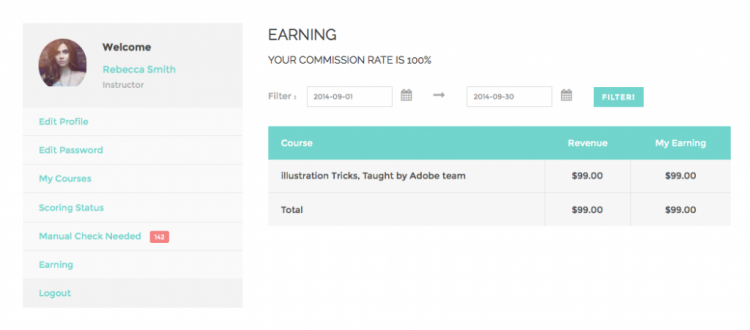 Welcome
Rebecca Smith
Instructor
Edit Profile
Edit Password
My Courses
Scoring Status
Manual Check Needed 142
Earning
Logout
EARNING
YOUR COMMISSION RATE IS 100%
Filter : 2014-09-01 → 2014-09-30 FILTER!
Course Revenue My Earning
illustration Tricks, Taught by Adobe team $99.00 $99.00
Total $99.00 $99.00